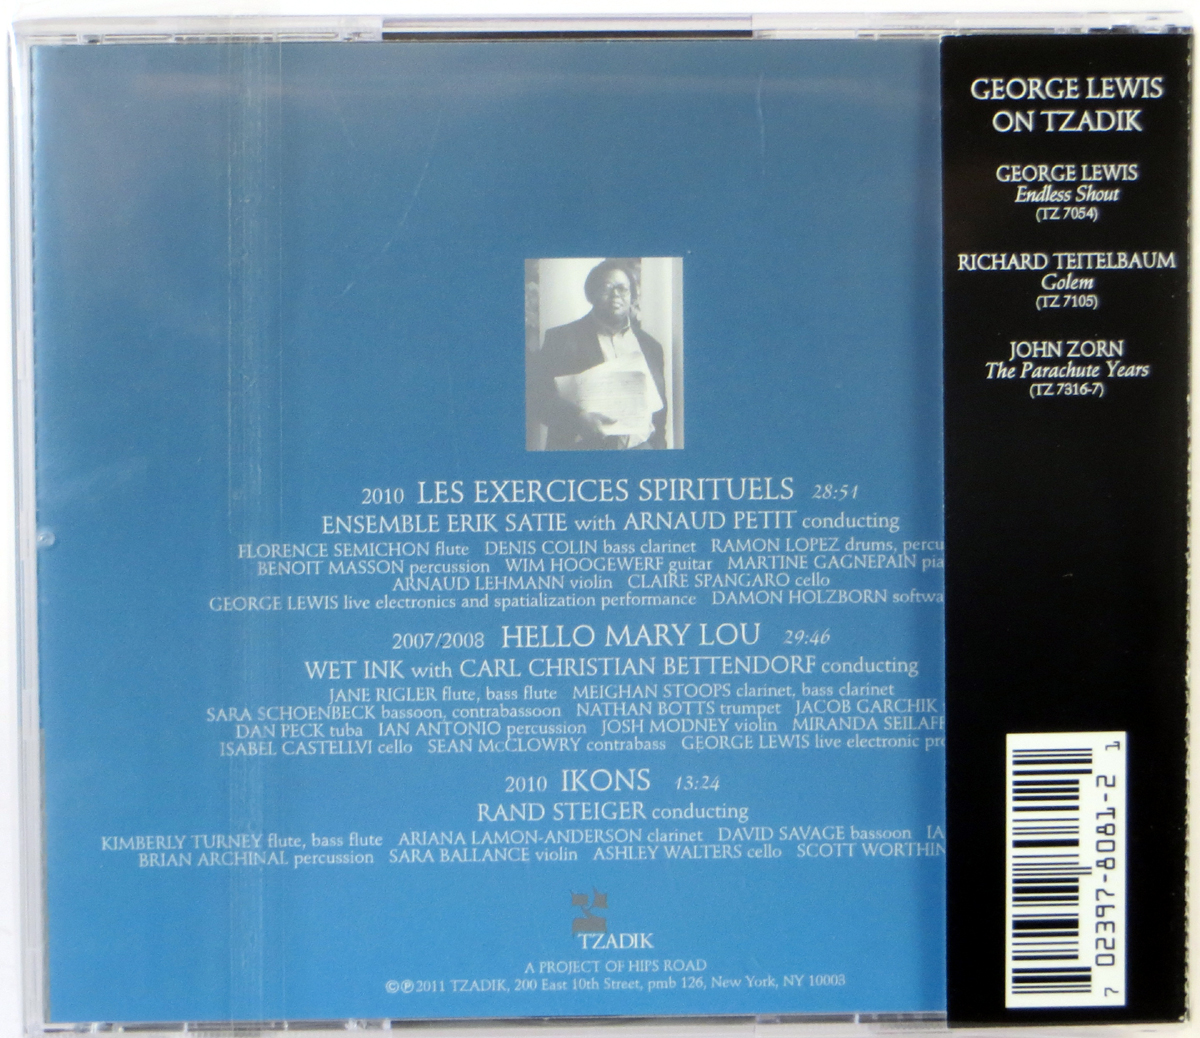 2010 LES EXERCICES SPIRITUELS 28:51
ENSEMBLE ERIK SATIE with ARNAUD PETIT conducting
FLORENCE SEMICHON flute DENIS COLIN bass clarinet RAMON LOPEZ drums, percu
BENOIT MASSON percussion WIM HOOGEWERF guitar MARTINE GAGNEPAIN pia
ARNAUD LEHMANN violin CLAIRE SPANGARO cello
GEORGE LEWIS live electronics and spatialization performance DAMON HOLZBORN softwa
2007/2008 HELLO MARY LOU 29:46
WET INK with CARL CHRISTIAN BETTENDORF conducting
JANE RIGLER flute, bass flute MEIGHAN STOOPS clarinet, bass clarinet
SARA SCHOENBECK bassoon, contrabassoon NATHAN BOTTS trumpet JACOB GARCHIK
DAN PECK tuba IAN ANTONIO percussion JOSH MODNEY violin MIRANDA SEILAFF
ISABEL CASTELLVI cello SEAN McCLOWRY contrabass GEORGE LEWIS live electronic pro
2010 IKONS 13:24
RAND STEIGER conducting
KIMBERLY TURNEY flute, bass flute ARIANA LAMON-ANDERSON clarinet DAVID SAVAGE bassoon IA
BRIAN ARCHINAL percussion SARA BALLANCE violin ASHLEY WALTERS cello SCOTT WORTHIN
צ
TZADIK
A PROJECT OF HIPS ROAD
©℗2011 TZADIK, 200 East 10th Street, pmb 126, New York, NY 10003
GEORGE LEWIS
ON TZADIK
GEORGE LEWIS
Endless Shout
(TZ 7054)
RICHARD TEITELBAUM
Golem
(TZ 7105)
JOHN ZORN
The Parachute Years
(TZ 7316-7)
7 02397-8081-2 1